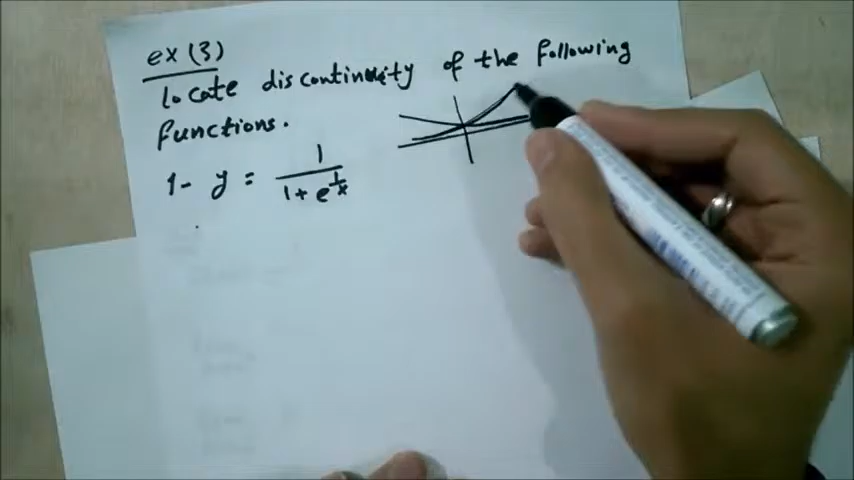 ex (3)
locate discontinuity of the following
functions.
1- y = 1/(1 + e^(1/x))